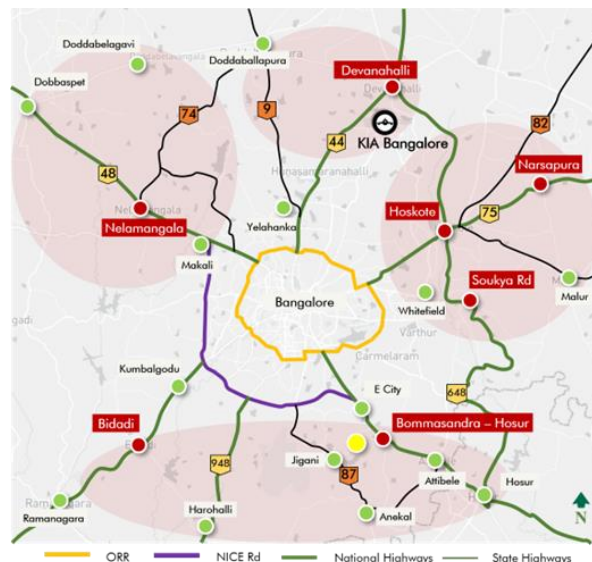 Doddabelagavi
Doddaballapura
Devanahalli
Dobbaspet
74
9
82
KIA Bangalore
44
48
Hunasamaranahalli
Narsapura
Nelamangala
Yelahanka
Hoskote
75
Makali
Soukya Rd
Bangalore
Whitefield
Malur
Varthur
Carmelaram
Kumbalgodu
E City
648
Bidadi
Bommasandra – Hosur
948
Jigani
87
Attibele
Hosur
Ramanagara
Harohalli
Anekal
N
ORR
NICE Rd
National Highways
State Highways